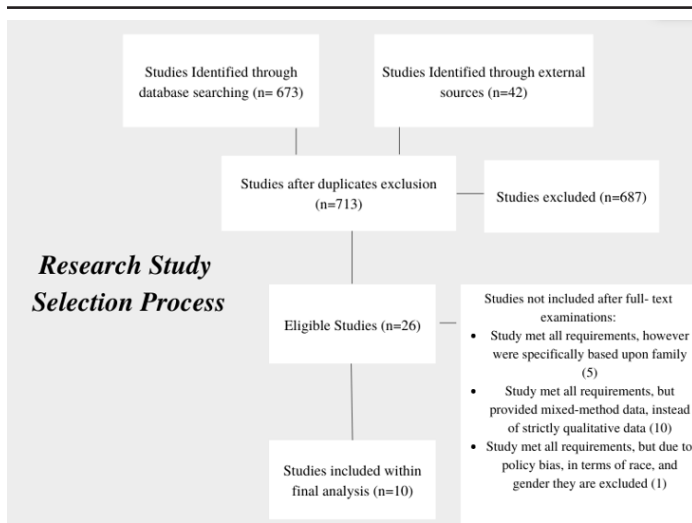 Studies Identified through
database searching (n= 673)
Studies Identified through external
sources (n=42)
Studies after duplicates exclusion
(n=713)
Studies excluded (n=687)
Research Study
Selection Process
Eligible Studies (n=26)
Studies not included after full- text
examinations:
• Study met all requirements, however
were specifically based upon family
(5)
• Study met all requirements, but
provided mixed-method data, instead
of strictly qualitative data (10)
• Study met all requirements, but due to
policy bias, in terms of race, and
gender they are excluded (1)
Studies included within
final analysis (n=10)